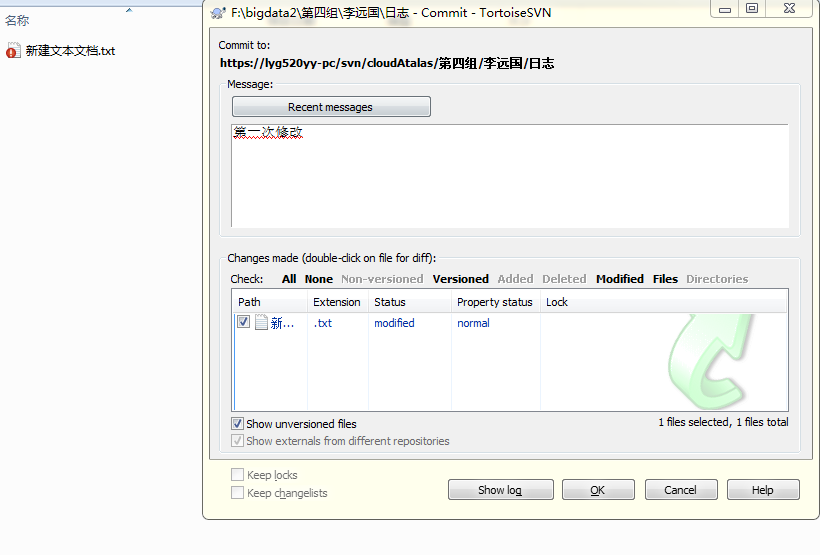 名称
新建文本文档.txt
F:\bigdata2\第四组\李远国\日志 - Commit - TortoiseSVN
Commit to:
https://lyg520yy-pc/svn/cloudAtalas/第四组/李远国/日志
Message:
Recent messages
第一次修改
Changes made (double-click on file for diff):
Check: All None Non-versioned Versioned Added Deleted Modified Files Directories
Path Extension Status Property status Lock
新... .txt modified normal
Show unversioned files
1 files selected, 1 files total
Show externals from different repositories
Keep locks
Keep changelists
Show log OK Cancel Help